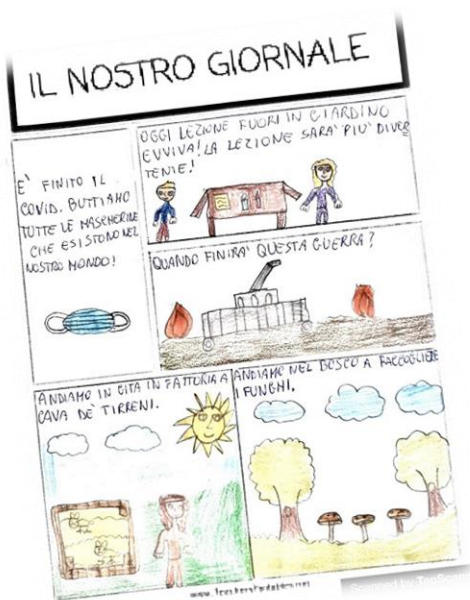 IL NOSTRO GIORNALE
È FINITO IL
COVID. BUTTIAMO
TUTTE LE MASCHERINE
CHE ESISTONO NEL
NOSTRO MONDO!
OGGI LEZIONE FUORI IN GIARDINO
EVVIVA! LA LEZIONE SARA' PIU' DIVER
TENTE!
QUANDO FINIRA' QUESTA GUERRA?
ANDIAMO IN GITA IN FATTORIA A
CAVA DE' TIRRENI.
ANDIAMO NEL BOSCO A RACCOGLIERE
I FUNGHI.